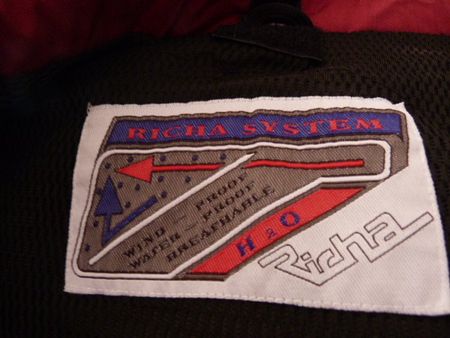 RICHA SYSTEM
WIND - PROOF
WATER - PROOF
BREATHABLE
H2O
Richa